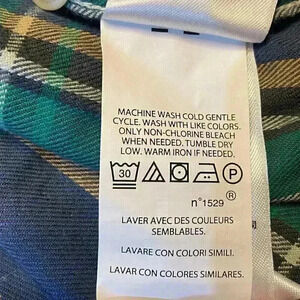 MACHINE WASH COLD GENTLE
CYCLE. WASH WITH LIKE COLORS.
ONLY NON-CHLORINE BLEACH
WHEN NEEDED. TUMBLE DRY
LOW. WARM IRON IF NEEDED.
30 P
n°1529 ®
LAVER AVEC DES COULEURS
SEMBLABLES.
LAVARE CON COLORI SIMILI.
LAVAR CON COLORES SIMILARES.